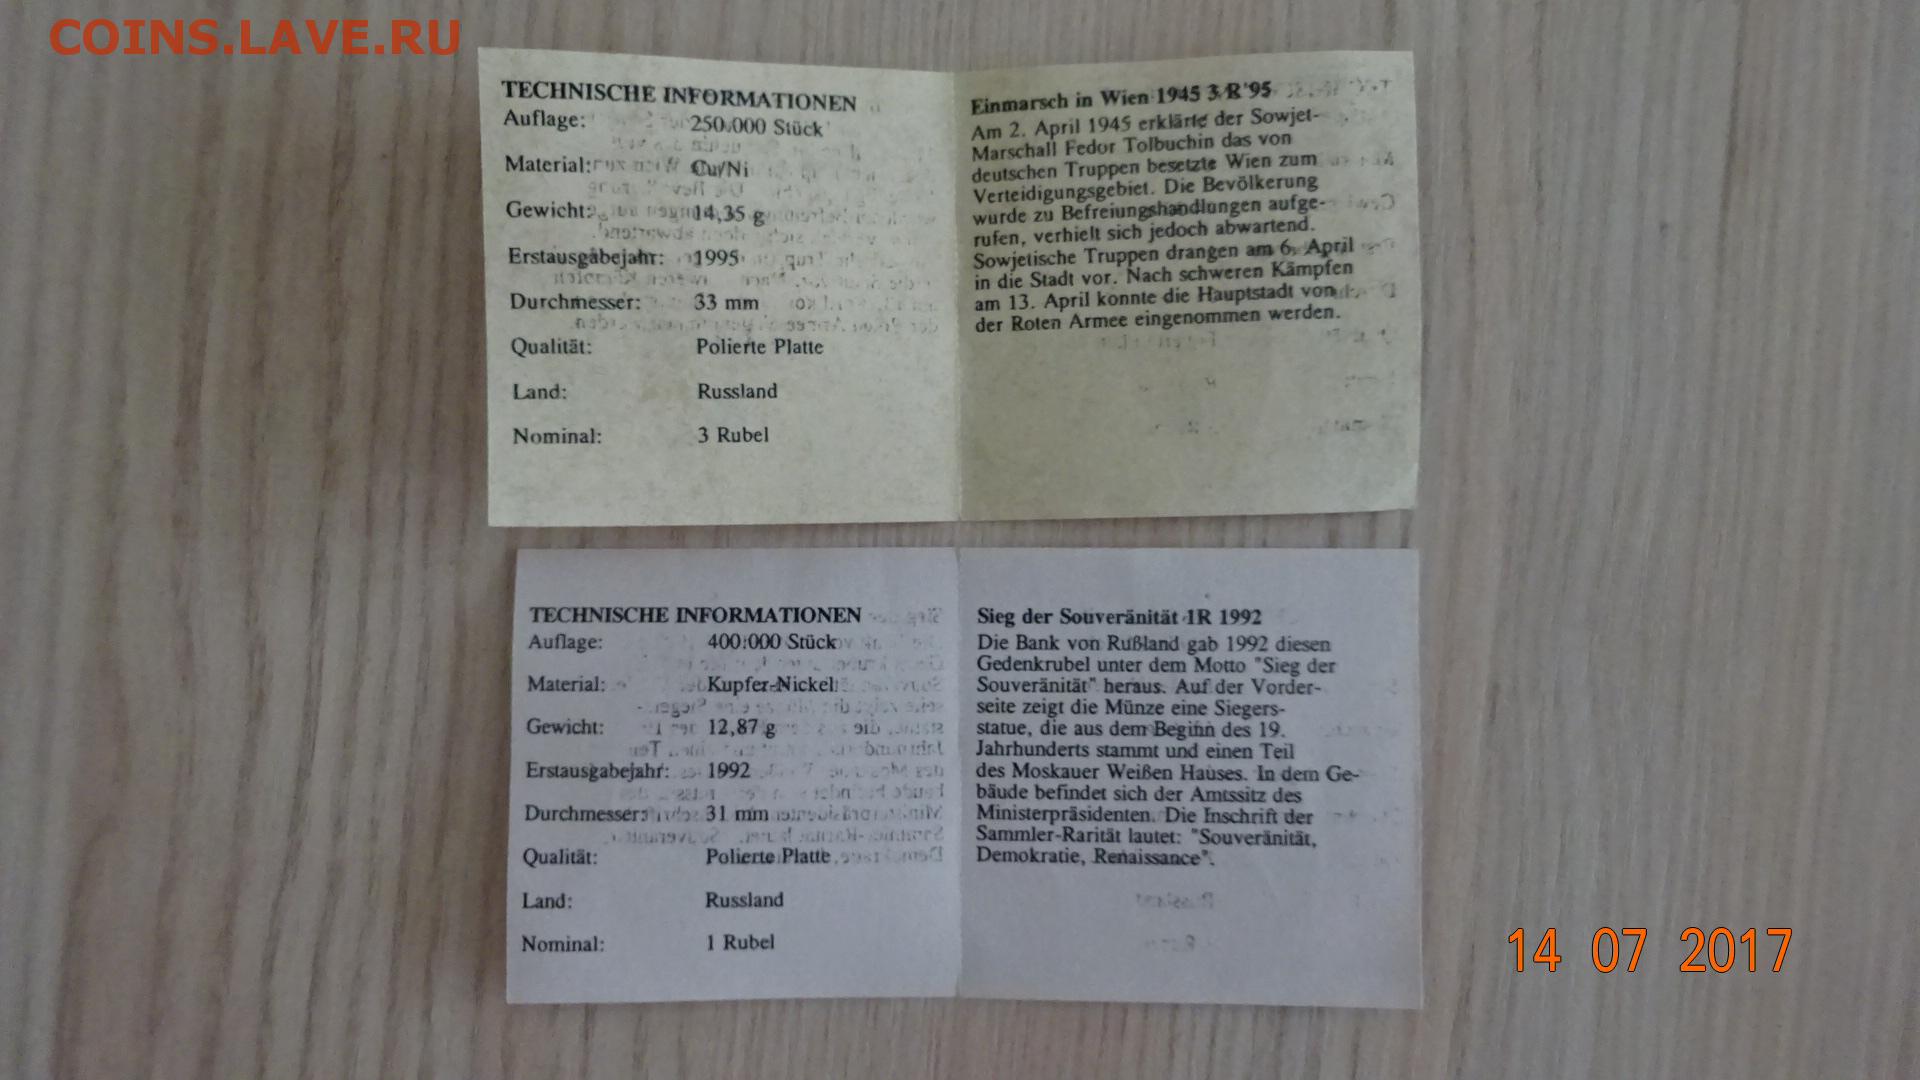 COINS.LAVE.RU
TECHNISCHE INFORMATIONEN
Auflage: 250.000 Stück
Material: Cu/Ni
Gewicht: 14,35 g
Erstausgabejahr: 1995
Durchmesser: 33 mm
Qualität: Polierte Platte
Land: Russland
Nominal: 3 Rubel
Einmarsch in Wien 1945 3 R'95
Am 2. April 1945 erklärte der Sowjet-
Marschall Fedor Tolbuchin das von
deutschen Truppen besetzte Wien zum
Verteidigungsgebiet. Die Bevölkerung
wurde zu Befreiungshandlungen aufge-
rufen, verhielt sich jedoch abwartend.
Sowjetische Truppen drangen am 6. April
in die Stadt vor. Nach schweren Kämpfen
am 13. April konnte die Hauptstadt von
der Roten Armee eingenommen werden.
TECHNISCHE INFORMATIONEN
Auflage: 400.000 Stück
Material: Kupfer-Nickel
Gewicht: 12,87 g
Erstausgabejahr: 1992
Durchmesser: 31 mm
Qualität: Polierte Platte
Land: Russland
Nominal: 1 Rubel
Sieg der Souveränität 1R 1992
Die Bank von Rußland gab 1992 diesen
Gedenkrubel unter dem Motto "Sieg der
Souveränität" heraus. Auf der Vorder-
seite zeigt die Münze eine Siegers-
statue, die aus dem Beginn des 19.
Jahrhunderts stammt und einen Teil
des Moskauer Weißen Hauses. In dem Ge-
bäude befindet sich der Amtssitz des
Ministerpräsidenten. Die Inschrift der
Sammler-Rarität lautet: "Souveränität,
Demokratie, Renaissance".
14 07 2017